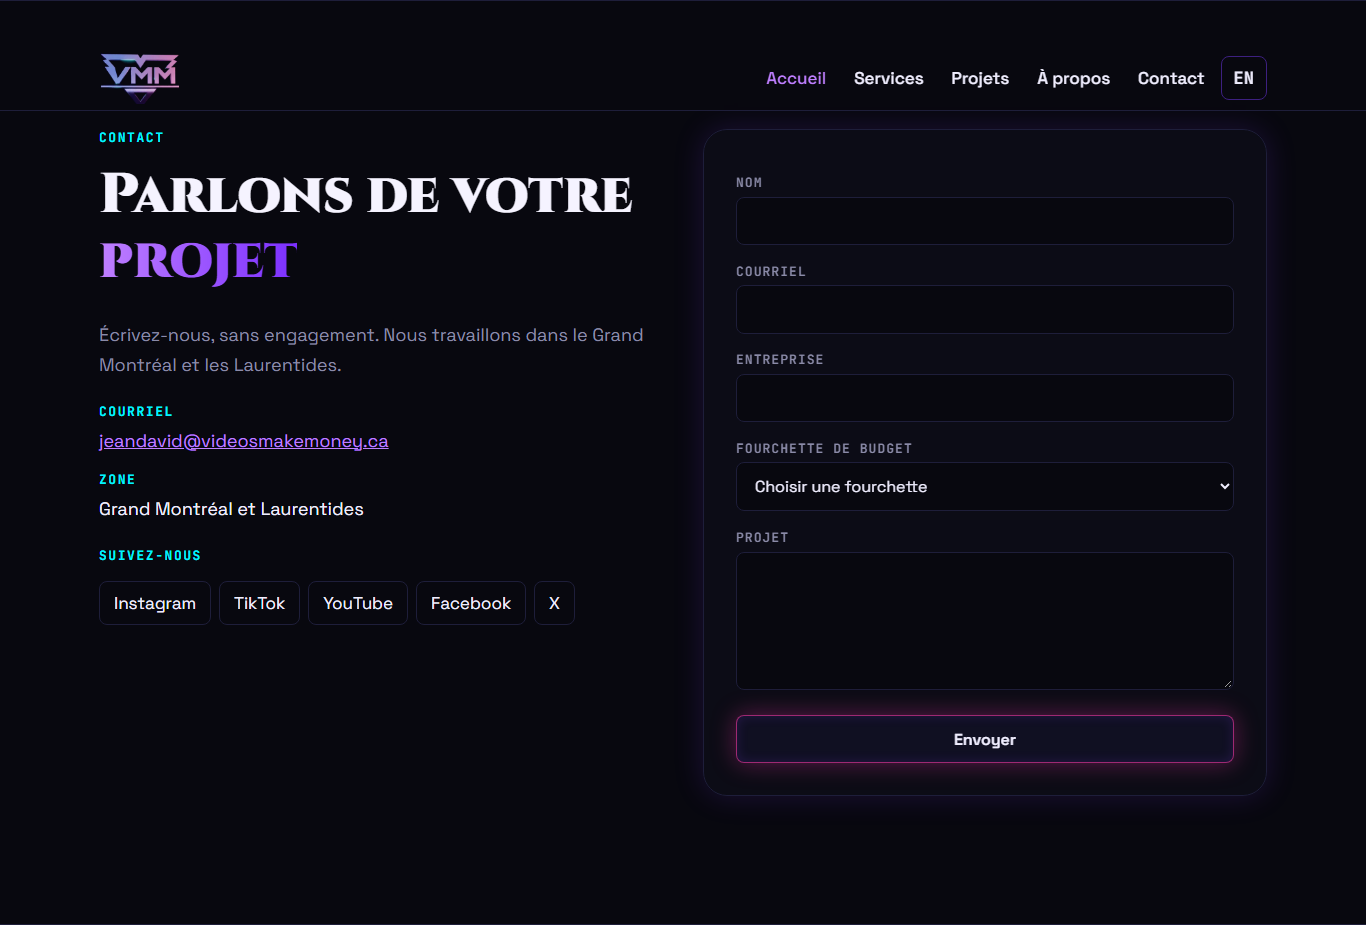 VMM
Accueil Services Projets À propos Contact EN
CONTACT
Parlons de votre
projet
Écrivez-nous, sans engagement. Nous travaillons dans le Grand
Montréal et les Laurentides.
COURRIEL
jeandavid@videosmakemoney.ca
ZONE
Grand Montréal et Laurentides
SUIVEZ-NOUS
Instagram TikTok YouTube Facebook X
NOM
COURRIEL
ENTREPRISE
FOURCHETTE DE BUDGET
Choisir une fourchette
PROJET
Envoyer